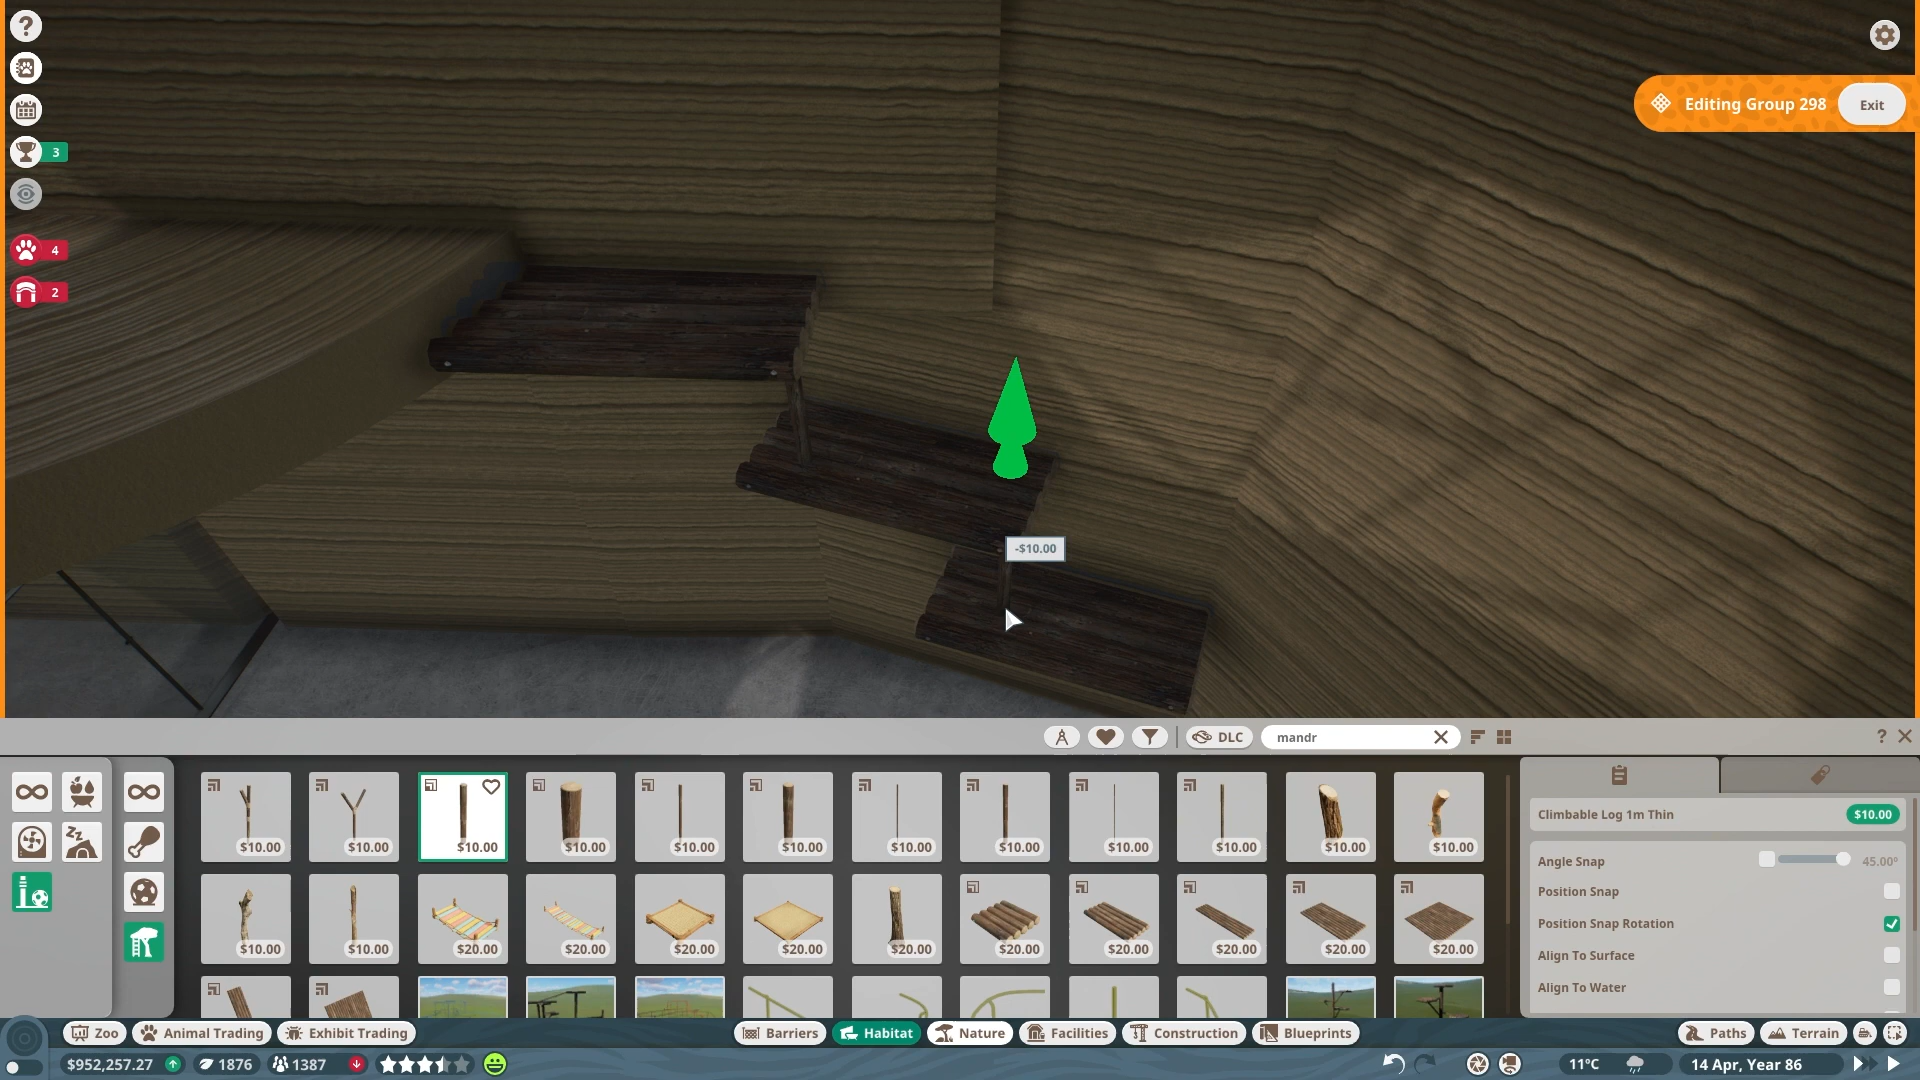 ?
Editing Group 298
Exit
3
4
2
-$10.00
DLC
mandr
?
$10.00
$10.00
$10.00
$10.00
$10.00
$10.00
$10.00
$10.00
$10.00
$10.00
$10.00
$10.00
$10.00
$10.00
$20.00
$20.00
$20.00
$20.00
$20.00
$20.00
$20.00
$20.00
$20.00
$20.00
Climbable Log 1m Thin
$10.00
Angle Snap
45.00°
Position Snap
Position Snap Rotation
Align To Surface
Align To Water
Zoo
Animal Trading
Exhibit Trading
Barriers
Habitat
Nature
Facilities
Construction
Blueprints
Paths
Terrain
$952,257.27
1876
1387
11°C
14 Apr, Year 86